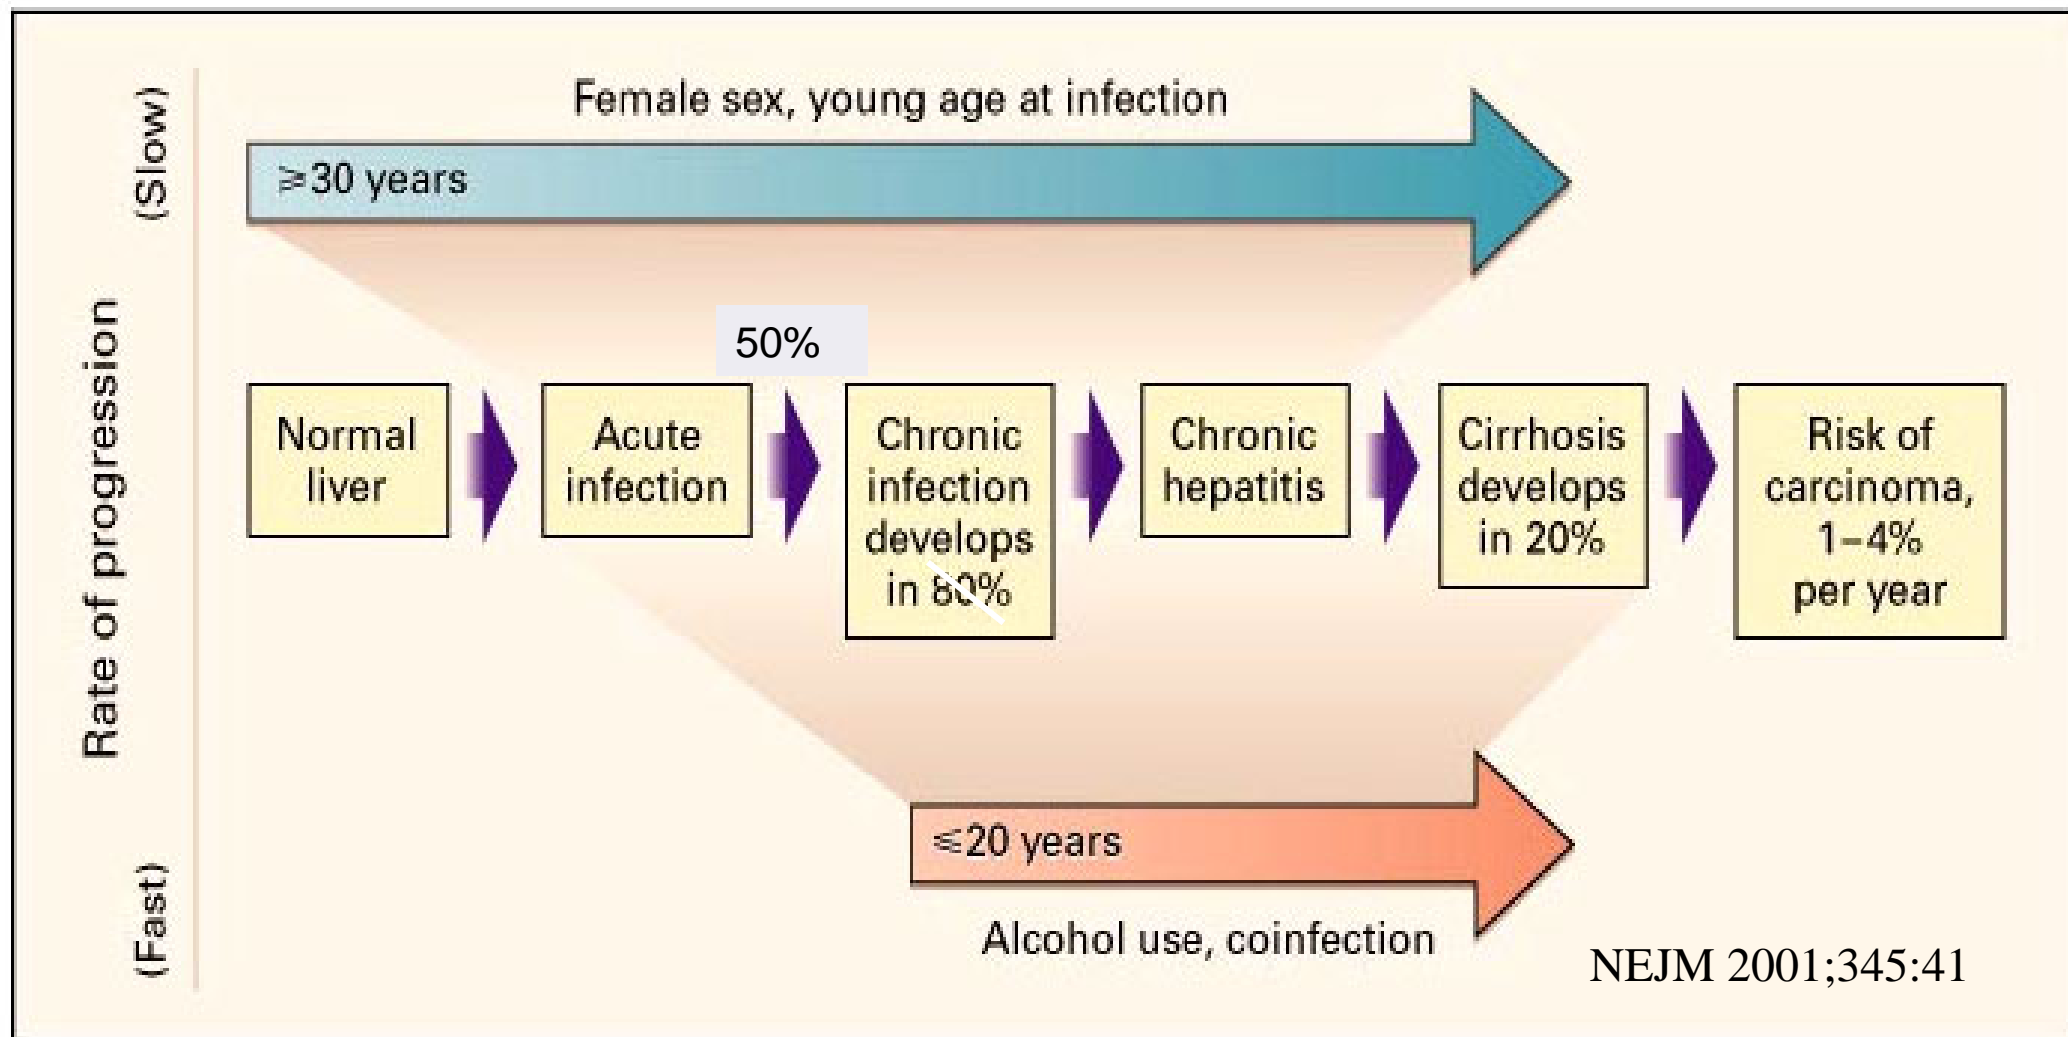 (Slow)
Rate of progression
(Fast)
Female sex, young age at infection
≥30 years
50%
Normal
liver
Acute
infection
Chronic
infection
develops
in 80%
Chronic
hepatitis
Cirrhosis
develops
in 20%
Risk of
carcinoma,
1–4%
per year
≤20 years
Alcohol use, coinfection
NEJM 2001;345:41